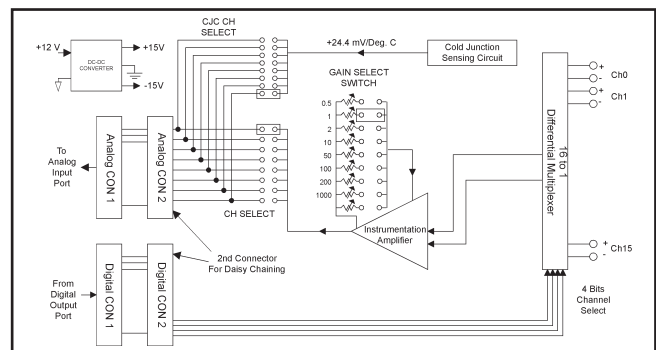 CJC CH
SELECT
+12 V
+15V
DC-DC
CONVERTER
-15V
+24.4 mV/Deg. C
Cold Junction
Sensing Circuit
GAIN SELECT
SWITCH
0.5
1
2
10
50
100
200
1000
+
-
Ch0
+
-
Ch1
16 to 1
Differential Multiplexer
To
Analog
Input
Port
Analog CON 1
Analog CON 2
CH SELECT
Instrumentation
Amplifier
+
-
Ch15
2nd Connector
For Daisy Chaining
From
Digital
Output
Port
Digital CON 1
Digital CON 2
4 Bits
Channel
Select